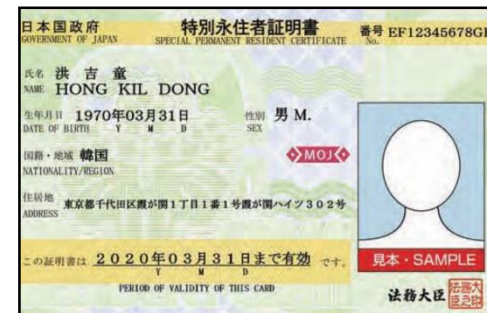 日本国政府 特別永住者証明書 番号 EF12345678GI
GOVERNMENT OF JAPAN SPECIAL PERMANENT RESIDENT CERTIFICATE No.
氏名 洪 吉 童
NAME HONG KIL DONG
生年月日 1970年03月31日 性別 男 M.
DATE OF BIRTH Y M D SEX
国籍・地域 韓国
NATIONALITY/REGION
MOJ
住居地 東京都千代田区霞が関1丁目1番1号霞が関ハイツ302号
ADDRESS
この証明書は 2020年03月31日まで有効 です。
Y M D
PERIOD OF VALIDITY OF THIS CARD
見本・SAMPLE
法務大臣